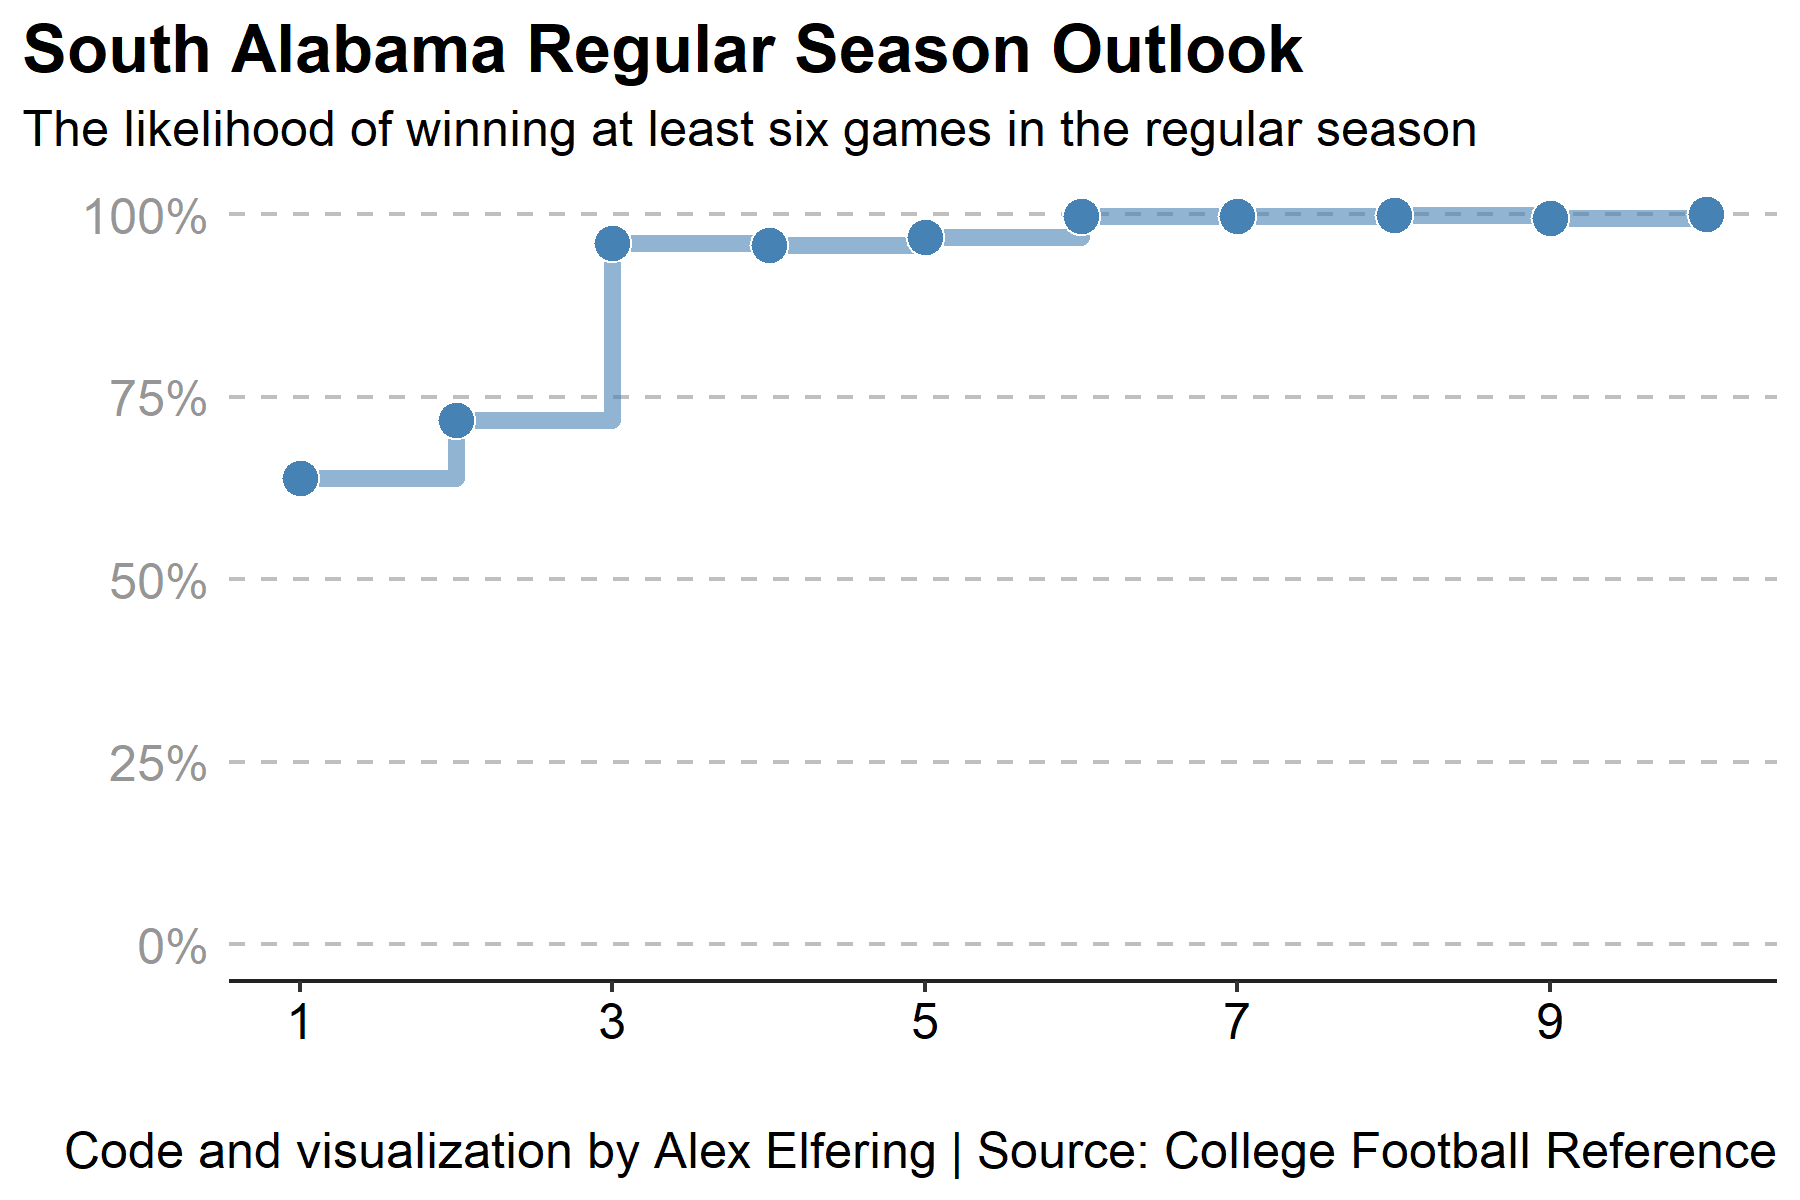 South Alabama Regular Season Outlook
The likelihood of winning at least six games in the regular season
100%
75%
50%
25%
0%
1 3 5 7 9
Code and visualization by Alex Elfering | Source: College Football Reference